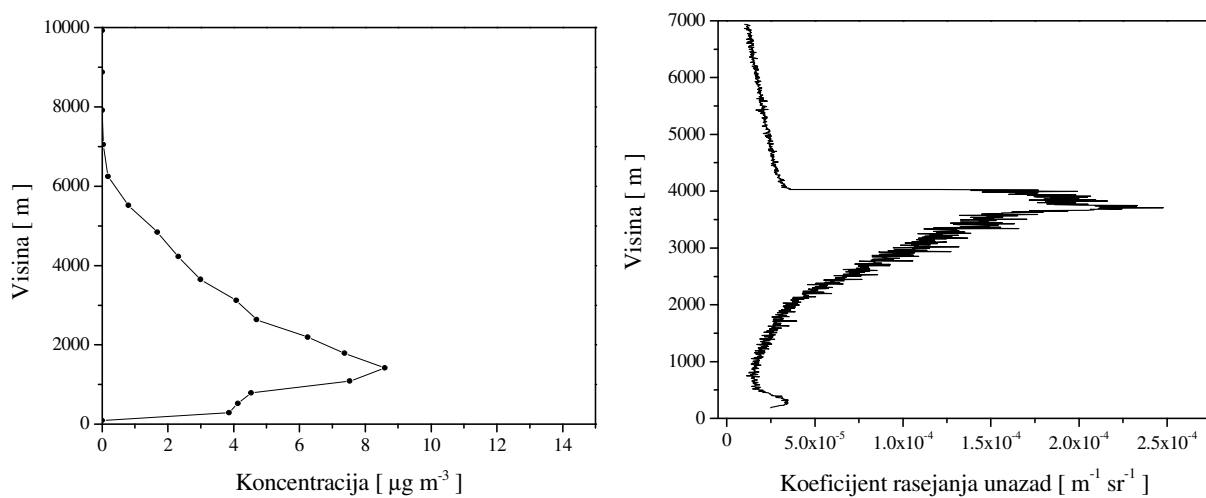 10000
8000
6000
4000
2000
0
Visina [ m ]
0 2 4 6 8 10 12 14
Koncentracija [ μg m⁻³ ]
7000
6000
5000
4000
3000
2000
1000
0
Visina [ m ]
0 5.0x10⁻⁵ 1.0x10⁻⁴ 1.5x10⁻⁴ 2.0x10⁻⁴ 2.5x10⁻⁴
Koeficijent rasejanja unazad [ m⁻¹ sr⁻¹ ]